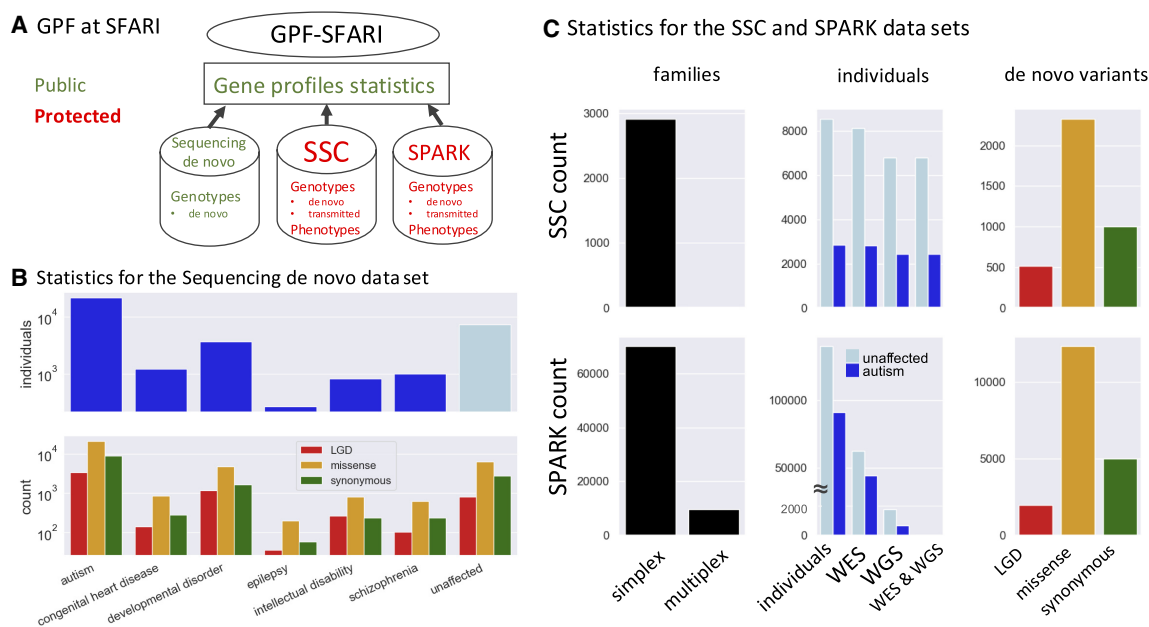 A GPF at SFARI
GPF-SFARI
Public
Protected
Gene profiles statistics
Sequencing
de novo
Genotypes
• de novo
SSC
Genotypes
• de novo
• transmitted
Phenotypes
SPARK
Genotypes
• de novo
• transmitted
Phenotypes
B Statistics for the Sequencing de novo data set
individuals
10^4
10^3
count
10^4
10^3
10^2
LGD
missense
synonymous
autism
congenital heart disease
developmental disorder
epilepsy
intellectual disability
schizophrenia
unaffected
C Statistics for the SSC and SPARK data sets
families
individuals
de novo variants
SSC count
3000
2000
1000
0
8000
6000
4000
2000
0
2000
1500
1000
500
0
SPARK count
60000
40000
20000
0
simplex
multiplex
unaffected
autism
100000
50000
≈
2000
0
individuals
WES
WGS
WES & WGS
10000
5000
0
LGD
missense
synonymous